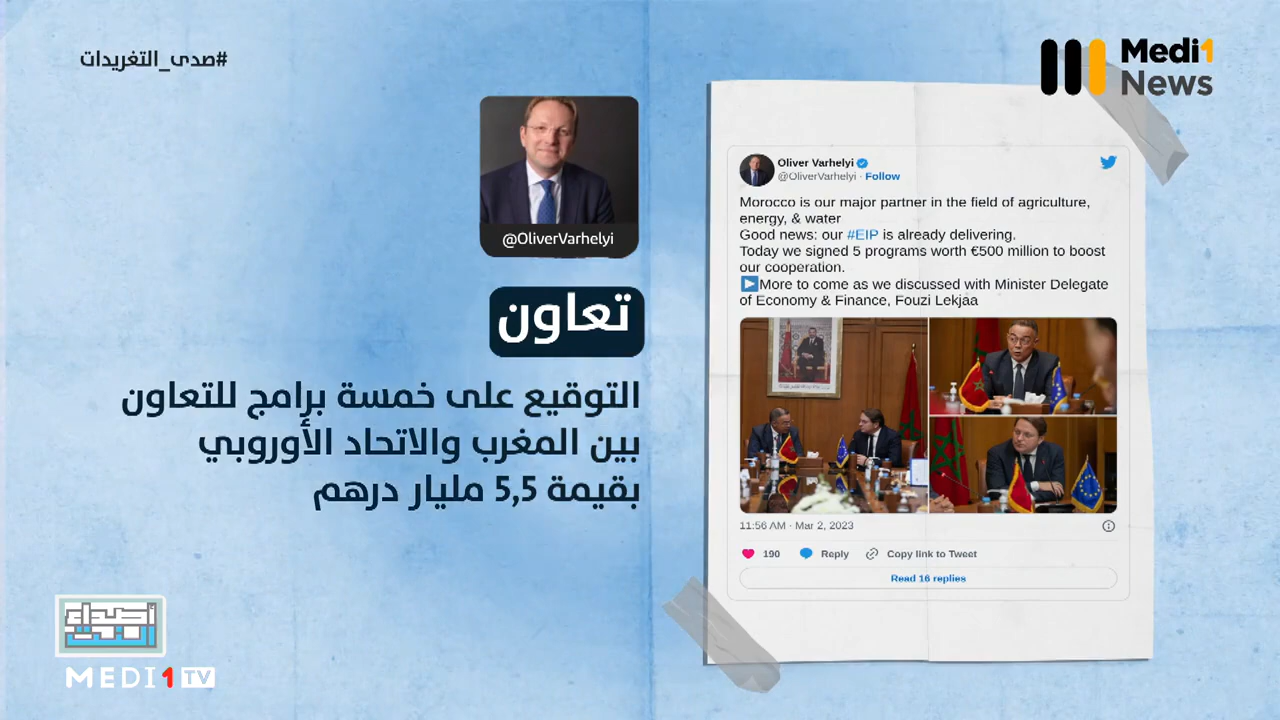 #صدى_التغريدات
Medi1
News
@OliverVarhelyi
تعاون
التوقيع على خمسة برامج للتعاون
بين المغرب والاتحاد الأوروبي
بقيمة 5,5 مليار درهم
Oliver Varhelyi
@OliverVarhelyi · Follow
Morocco is our major partner in the field of agriculture,
energy, & water
Good news: our #EIP is already delivering.
Today we signed 5 programs worth €500 million to boost
our cooperation.
▶More to come as we discussed with Minister Delegate
of Economy & Finance, Fouzi Lekjaa
11:56 AM · Mar 2, 2023
190 Reply Copy link to Tweet
Read 16 replies
أصداء
MEDI1 TV